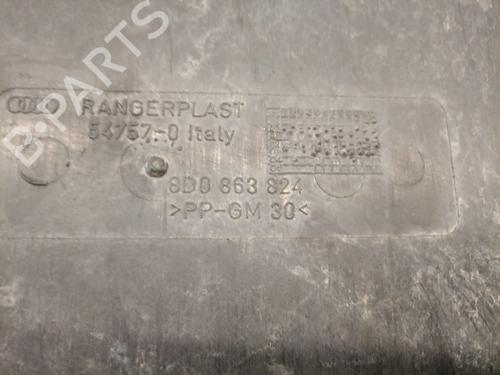 RANGERPLAST
54757-0 Italy
8D0 863 824
>PP-GM 30<
B-PARTS